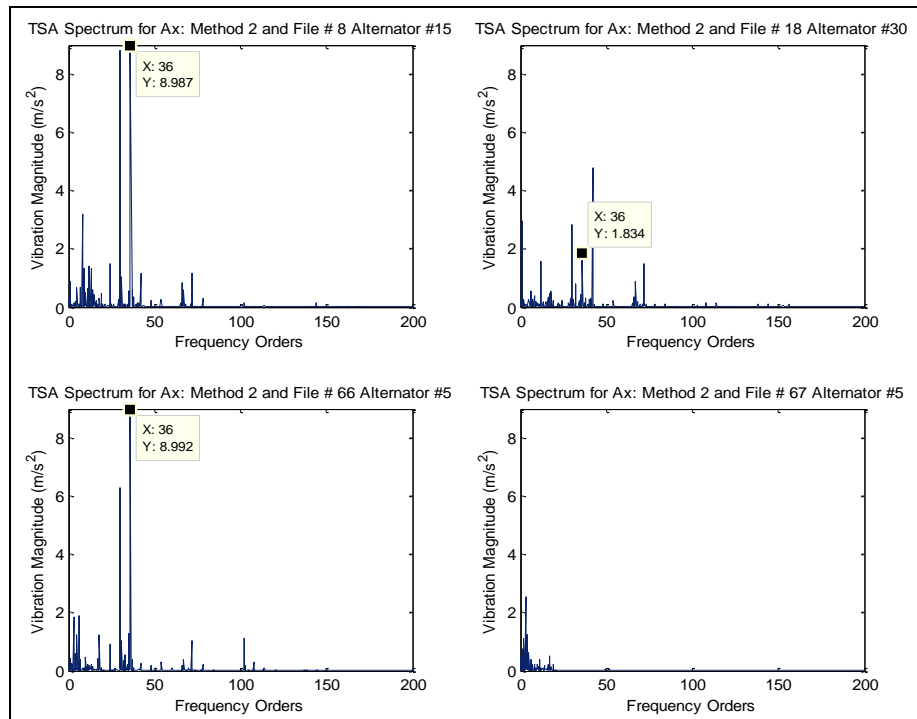 TSA Spectrum for Ax: Method 2 and File # 8 Alternator #15
8
6
4
2
0
0
50
100
150
200
Vibration Magnitude (m/s²)
Frequency Orders
X: 36
Y: 8.987
TSA Spectrum for Ax: Method 2 and File # 18 Alternator #30
8
6
4
2
0
0
50
100
150
200
Vibration Magnitude (m/s²)
Frequency Orders
X: 36
Y: 1.834
TSA Spectrum for Ax: Method 2 and File # 66 Alternator #5
8
6
4
2
0
0
50
100
150
200
Vibration Magnitude (m/s²)
Frequency Orders
X: 36
Y: 8.992
TSA Spectrum for Ax: Method 2 and File # 67 Alternator #5
8
6
4
2
0
0
50
100
150
200
Vibration Magnitude (m/s²)
Frequency Orders